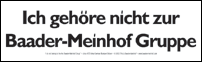 Ich gehöre nicht zur
Baader-Meinhof Gruppe